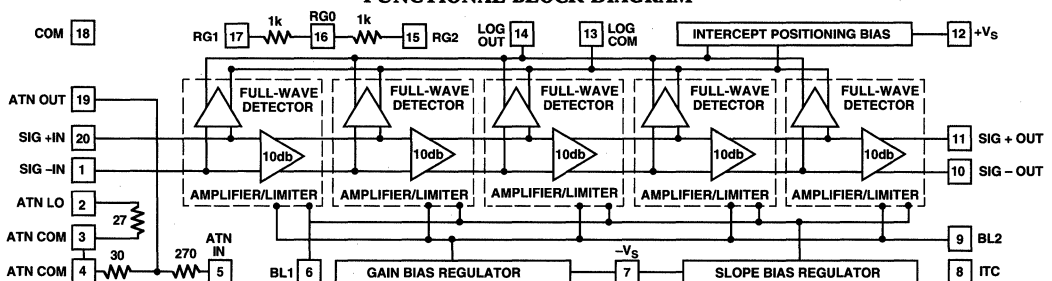 FUNCTIONAL BLOCK DIAGRAM
COM 18
RG1 17 1k RG0 16 1k 15 RG2
LOG OUT 14
13 LOG COM
INTERCEPT POSITIONING BIAS
12 +VS
ATN OUT 19
SIG +IN 20
SIG –IN 1
ATN LO 2
27
ATN COM 3
ATN COM 4
30
270
ATN IN 5
FULL-WAVE DETECTOR
10db
AMPLIFIER/LIMITER
FULL-WAVE DETECTOR
10db
AMPLIFIER/LIMITER
FULL-WAVE DETECTOR
10db
AMPLIFIER/LIMITER
FULL-WAVE DETECTOR
10db
AMPLIFIER/LIMITER
FULL-WAVE DETECTOR
10db
AMPLIFIER/LIMITER
11 SIG + OUT
10 SIG – OUT
9 BL2
BL1 6
GAIN BIAS REGULATOR
–VS
7
SLOPE BIAS REGULATOR
8 ITC